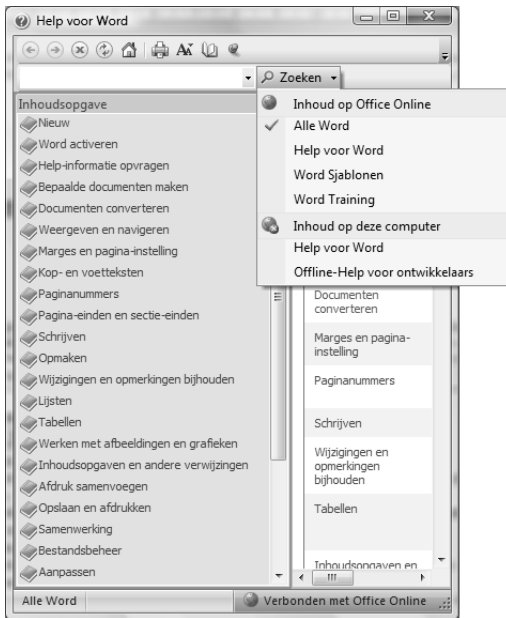 Help voor Word
Zoeken
Inhoudsopgave
Nieuw
Word activeren
Help-informatie opvragen
Bepaalde documenten maken
Documenten converteren
Weergeven en navigeren
Marges en pagina-instelling
Kop- en voetteksten
Paginanummers
Pagina-einden en sectie-einden
Schrijven
Opmaken
Wijzigingen en opmerkingen bijhouden
Lijsten
Tabellen
Werken met afbeeldingen en grafieken
Inhoudsopgaven en andere verwijzingen
Afdruk samenvoegen
Opslaan en afdrukken
Samenwerking
Bestandsbeheer
Aanpassen
Inhoud op Office Online
Alle Word
Help voor Word
Word Sjablonen
Word Training
Inhoud op deze computer
Help voor Word
Offline-Help voor ontwikkelaars
Documenten
converteren
Marges en pagina-
instelling
Paginanummers
Schrijven
Wijzigingen en
opmerkingen
bijhouden
Tabellen
Inhoudsopgaven en
Alle Word
Verbonden met Office Online